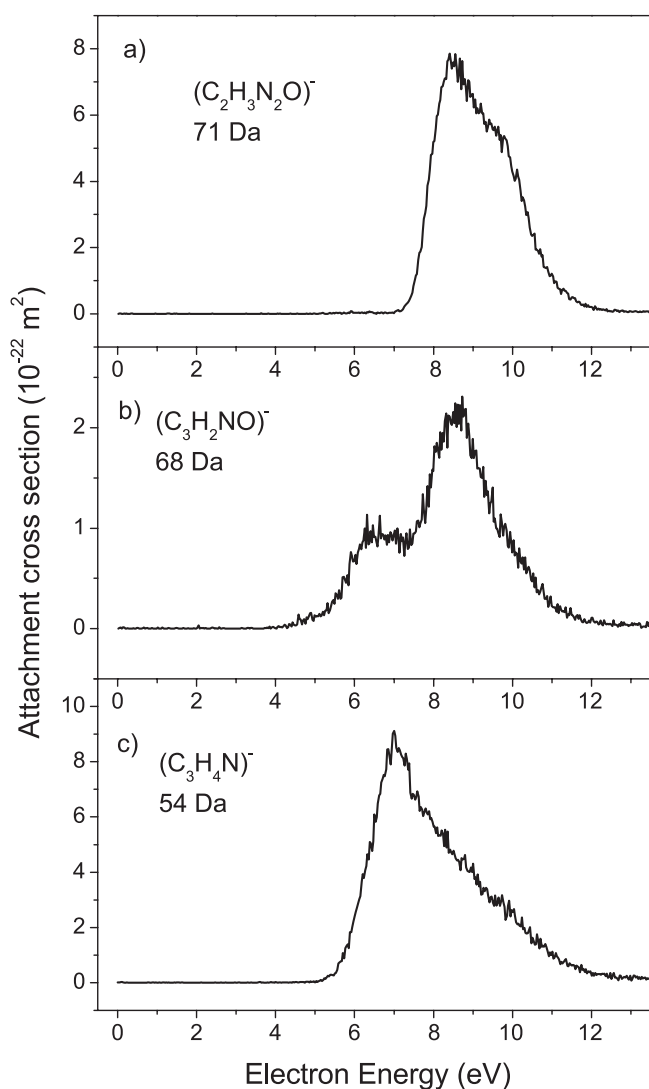 Attachment cross section (10⁻²² m²)
a)
(C₂H₃N₂O)⁻
71 Da
8
6
4
2
0
0 2 4 6 8 10 12
b)
(C₃H₂NO)⁻
68 Da
2
1
0
0 2 4 6 8 10 12
c)
(C₃H₄N)⁻
54 Da
10
8
6
4
2
0
0 2 4 6 8 10 12
Electron Energy (eV)